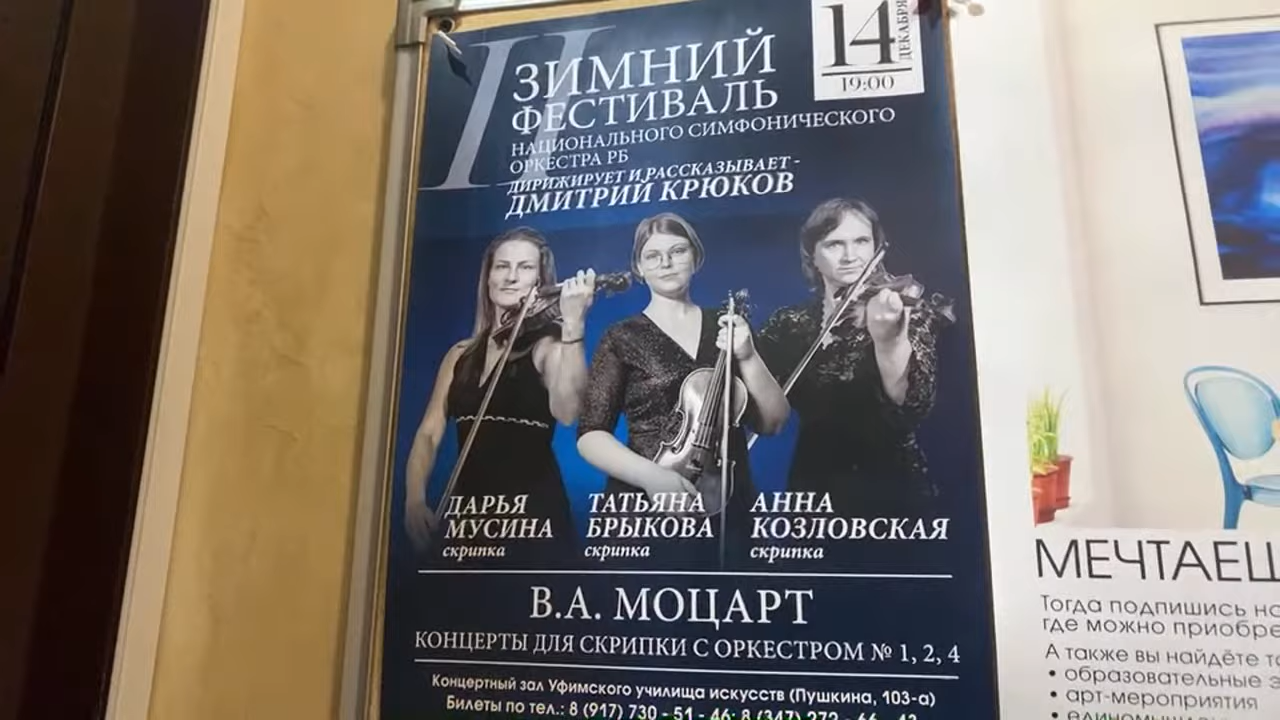 II
ЗИМНИЙ
ФЕСТИВАЛЬ
НАЦИОНАЛЬНОГО СИМФОНИЧЕСКОГО
ОРКЕСТРА РБ
ДИРИЖИРУЕТ И РАССКАЗЫВАЕТ -
ДМИТРИЙ КРЮКОВ
14
ДЕКАБРЯ
19:00
ДАРЬЯ
МУСИНА
скрипка
ТАТЬЯНА
БРЫКОВА
скрипка
АННА
КОЗЛОВСКАЯ
скрипка
В.А. МОЦАРТ
КОНЦЕРТЫ ДЛЯ СКРИПКИ С ОРКЕСТРОМ № 1, 2, 4
Концертный зал Уфимского училища искусств (Пушкина, 103-а)
Билеты по тел.: 8 (917) 730 - 51 - 46; 8 (347) 272 - 66 -
МЕЧТАЕШ
Тогда подпишись
где можно приобре
А также вы найдёте
• образовательные
• арт-мероприятия